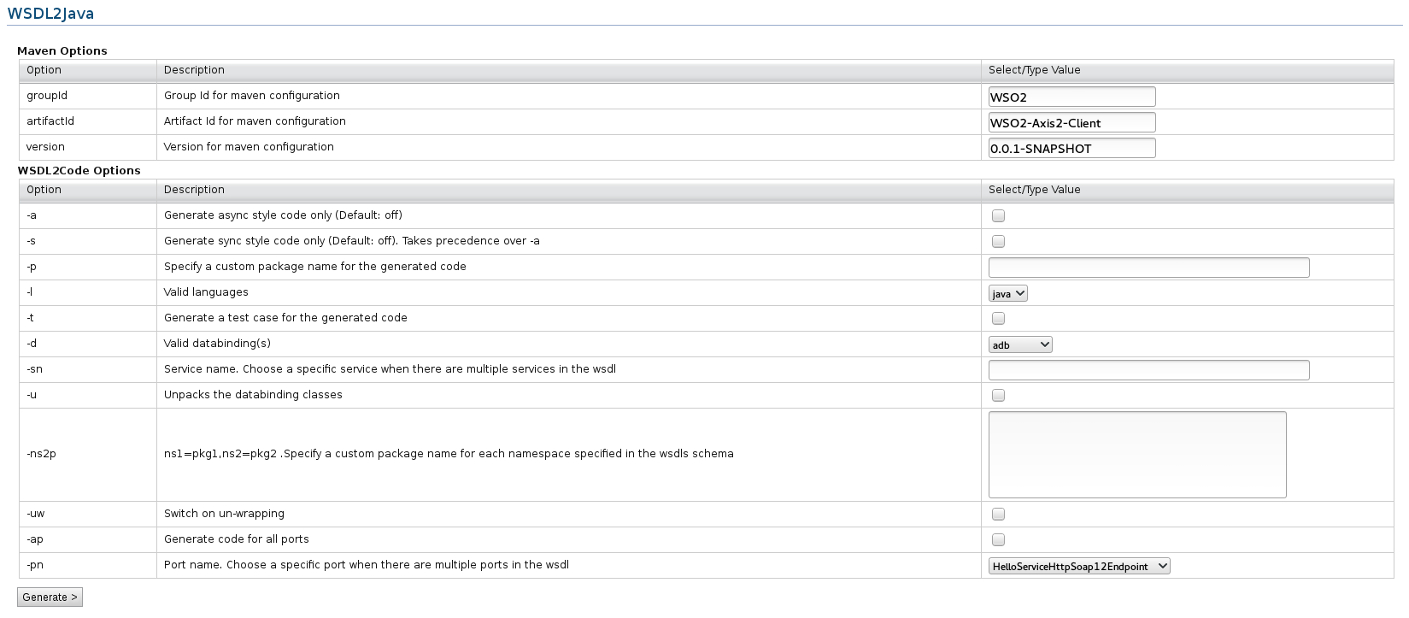 WSDL2Java
Maven Options
Option Description Select/Type Value
groupId Group Id for maven configuration WSO2
artifactId Artifact Id for maven configuration WSO2-Axis2-Client
version Version for maven configuration 0.0.1-SNAPSHOT
WSDL2Code Options
Option Description Select/Type Value
-a Generate async style code only (Default: off)
-s Generate sync style code only (Default: off). Takes precedence over -a
-p Specify a custom package name for the generated code
-l Valid languages java
-t Generate a test case for the generated code
-d Valid databinding(s) adb
-sn Service name. Choose a specific service when there are multiple services in the wsdl
-u Unpacks the databinding classes
-ns2p ns1=pkg1,ns2=pkg2 .Specify a custom package name for each namespace specified in the wsdls schema
-uw Switch on un-wrapping
-ap Generate code for all ports
-pn Port name. Choose a specific port when there are multiple ports in the wsdl HelloServiceHttpSoap12Endpoint
Generate >